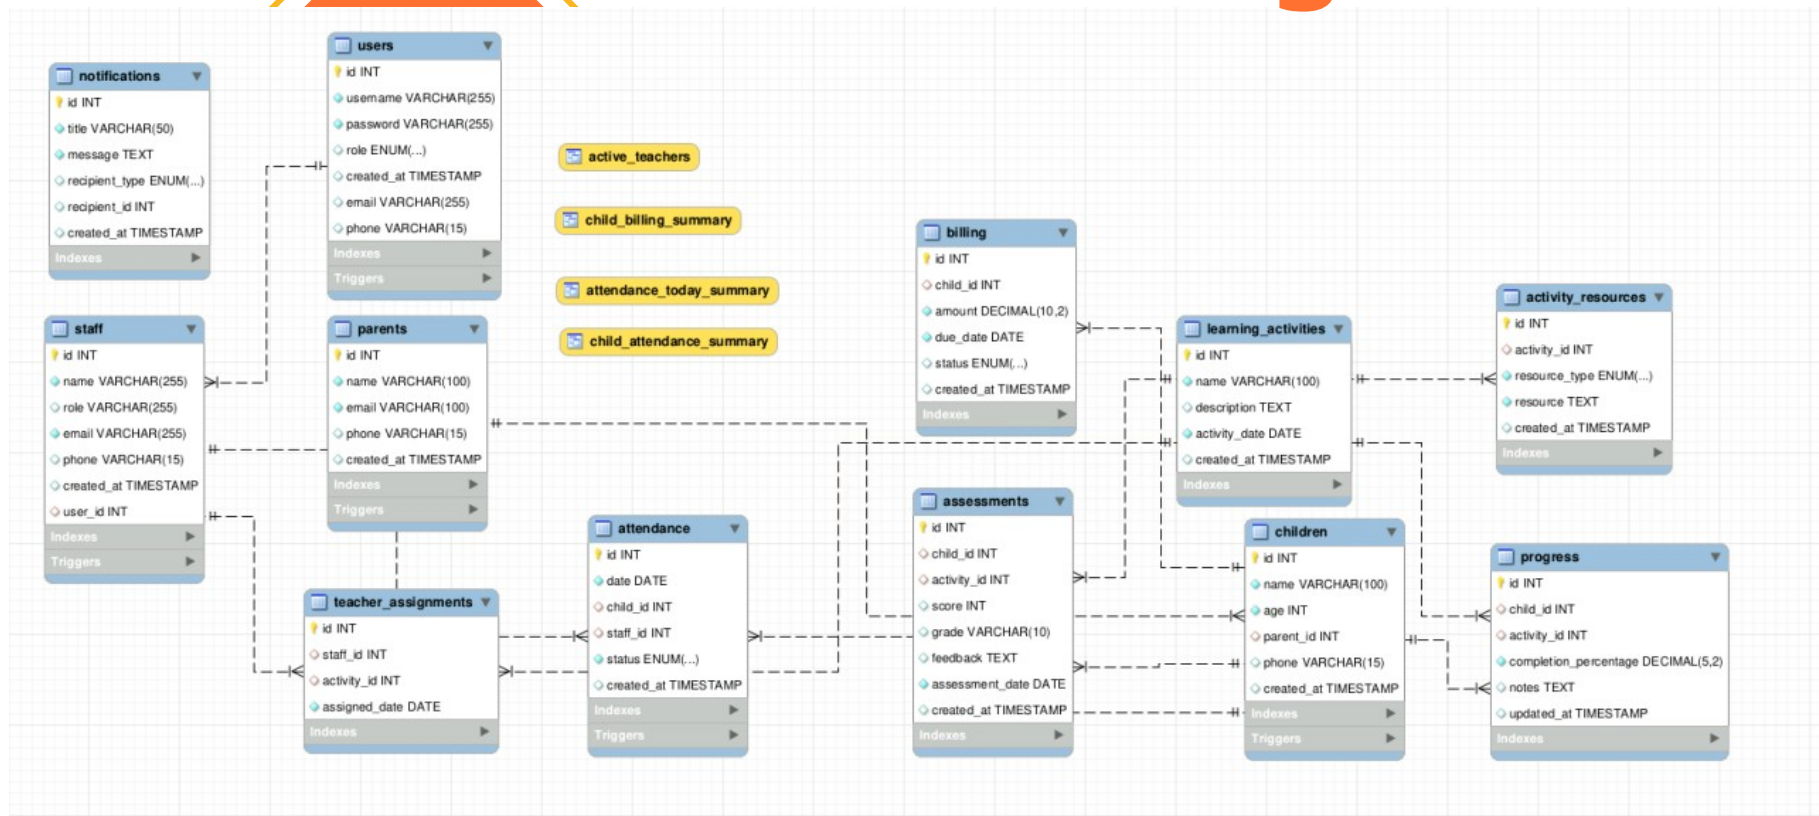 notifications
id INT
title VARCHAR(50)
message TEXT
recipient_type ENUM(...)
recipient_id INT
created_at TIMESTAMP
Indexes
users
id INT
username VARCHAR(255)
password VARCHAR(255)
role ENUM(...)
created_at TIMESTAMP
email VARCHAR(255)
phone VARCHAR(15)
Indexes
Triggers
active_teachers
child_billing_summary
attendance_today_summary
child_attendance_summary
staff
id INT
name VARCHAR(255)
role VARCHAR(255)
email VARCHAR(255)
phone VARCHAR(15)
created_at TIMESTAMP
user_id INT
Indexes
Triggers
parents
id INT
name VARCHAR(100)
email VARCHAR(100)
phone VARCHAR(15)
created_at TIMESTAMP
Indexes
Triggers
billing
id INT
child_id INT
amount DECIMAL(10,2)
due_date DATE
status ENUM(...)
created_at TIMESTAMP
Indexes
learning_activities
id INT
name VARCHAR(100)
description TEXT
activity_date DATE
created_at TIMESTAMP
Indexes
activity_resources
id INT
activity_id INT
resource_type ENUM(...)
resource TEXT
created_at TIMESTAMP
Indexes
teacher_assignments
id INT
staff_id INT
activity_id INT
assigned_date DATE
Indexes
attendance
id INT
date DATE
child_id INT
staff_id INT
status ENUM(...)
created_at TIMESTAMP
Indexes
Triggers
assessments
id INT
child_id INT
activity_id INT
score INT
grade VARCHAR(10)
feedback TEXT
assessment_date DATE
created_at TIMESTAMP
Indexes
children
id INT
name VARCHAR(100)
age INT
parent_id INT
phone VARCHAR(15)
created_at TIMESTAMP
Indexes
Triggers
progress
id INT
child_id INT
activity_id INT
completion_percentage DECIMAL(5,2)
notes TEXT
updated_at TIMESTAMP
Indexes